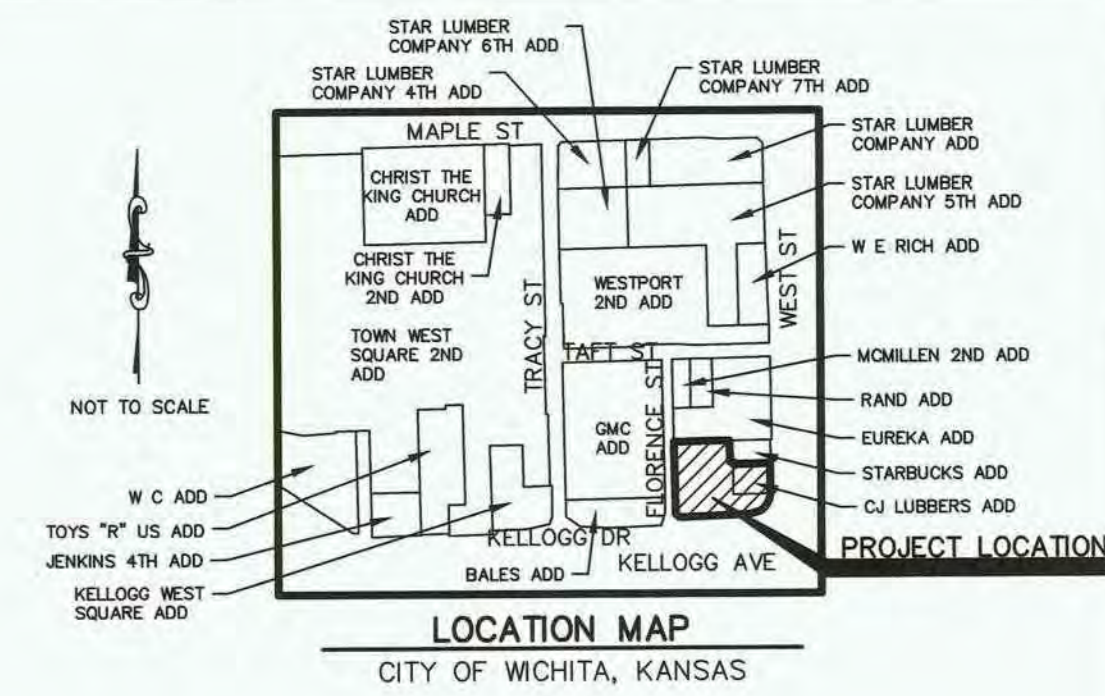 STAR LUMBER
COMPANY 6TH ADD
STAR LUMBER
COMPANY 4TH ADD
STAR LUMBER
COMPANY 7TH ADD
MAPLE ST
STAR LUMBER
COMPANY ADD
CHRIST THE
KING CHURCH
ADD
STAR LUMBER
COMPANY 5TH ADD
W E RICH ADD
CHRIST THE
KING CHURCH
2ND ADD
WESTPORT
2ND ADD
WEST ST
TRACY ST
TOWN WEST
SQUARE 2ND
ADD
TAFT ST
MCMILLEN 2ND ADD
NOT TO SCALE
RAND ADD
GMC
ADD
FLORENCE ST
EUREKA ADD
STARBUCKS ADD
W C ADD
CJ LUBBERS ADD
TOYS "R" US ADD
KELLOGG DR
PROJECT LOCATION
JENKINS 4TH ADD
BALES ADD
KELLOGG AVE
KELLOGG WEST
SQUARE ADD
LOCATION MAP
CITY OF WICHITA, KANSAS